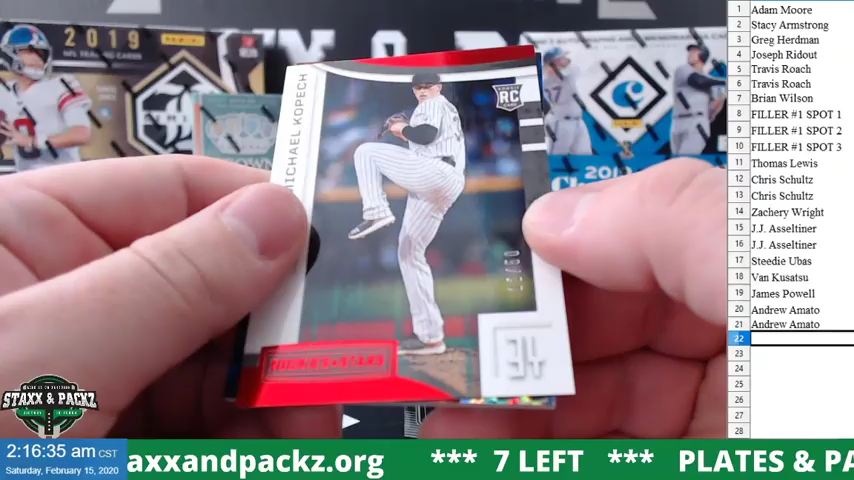 2019
PANINI
MICHAEL KOPECH
RC
34
ROOKIES & STARS
201
1 Adam Moore
2 Stacy Armstrong
3 Greg Herdman
4 Joseph Ridout
5 Travis Roach
6 Travis Roach
7 Brian Wilson
8 FILLER #1 SPOT 1
9 FILLER #1 SPOT 2
10 FILLER #1 SPOT 3
11 Thomas Lewis
12 Chris Schultz
13 Chris Schultz
14 Zachery Wright
15 J.J. Asseltiner
16 J.J. Asseltiner
17 Steedie Ubas
18 Van Kusatsu
19 James Powell
20 Andrew Amato
21 Andrew Amato
22
23
24
25
26
27
28
STAXX & PACKZ
2:16:35 am CST
Saturday, February 15, 2020
axxandpackz.org *** 7 LEFT *** PLATES & PA